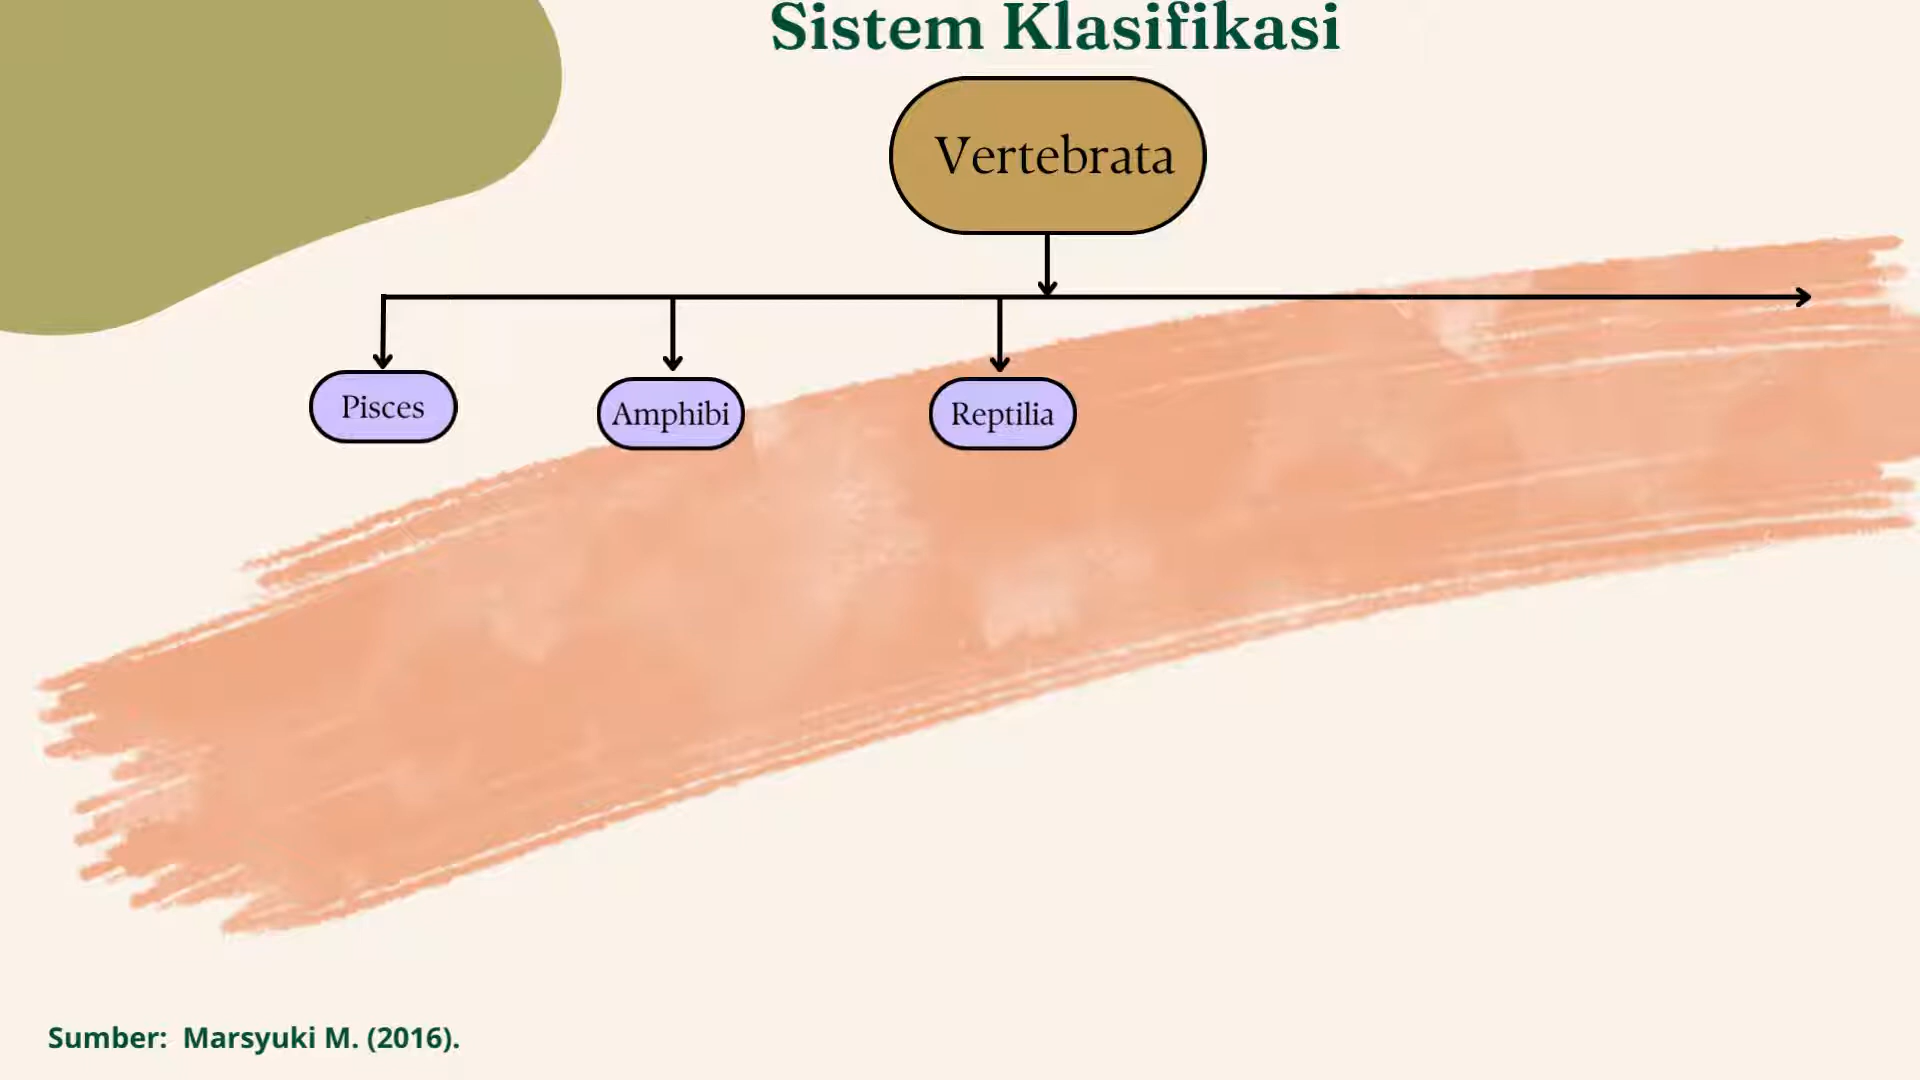 Sistem Klasifikasi
Vertebrata
Pisces
Amphibi
Reptilia
Sumber: Marsyuki M. (2016).